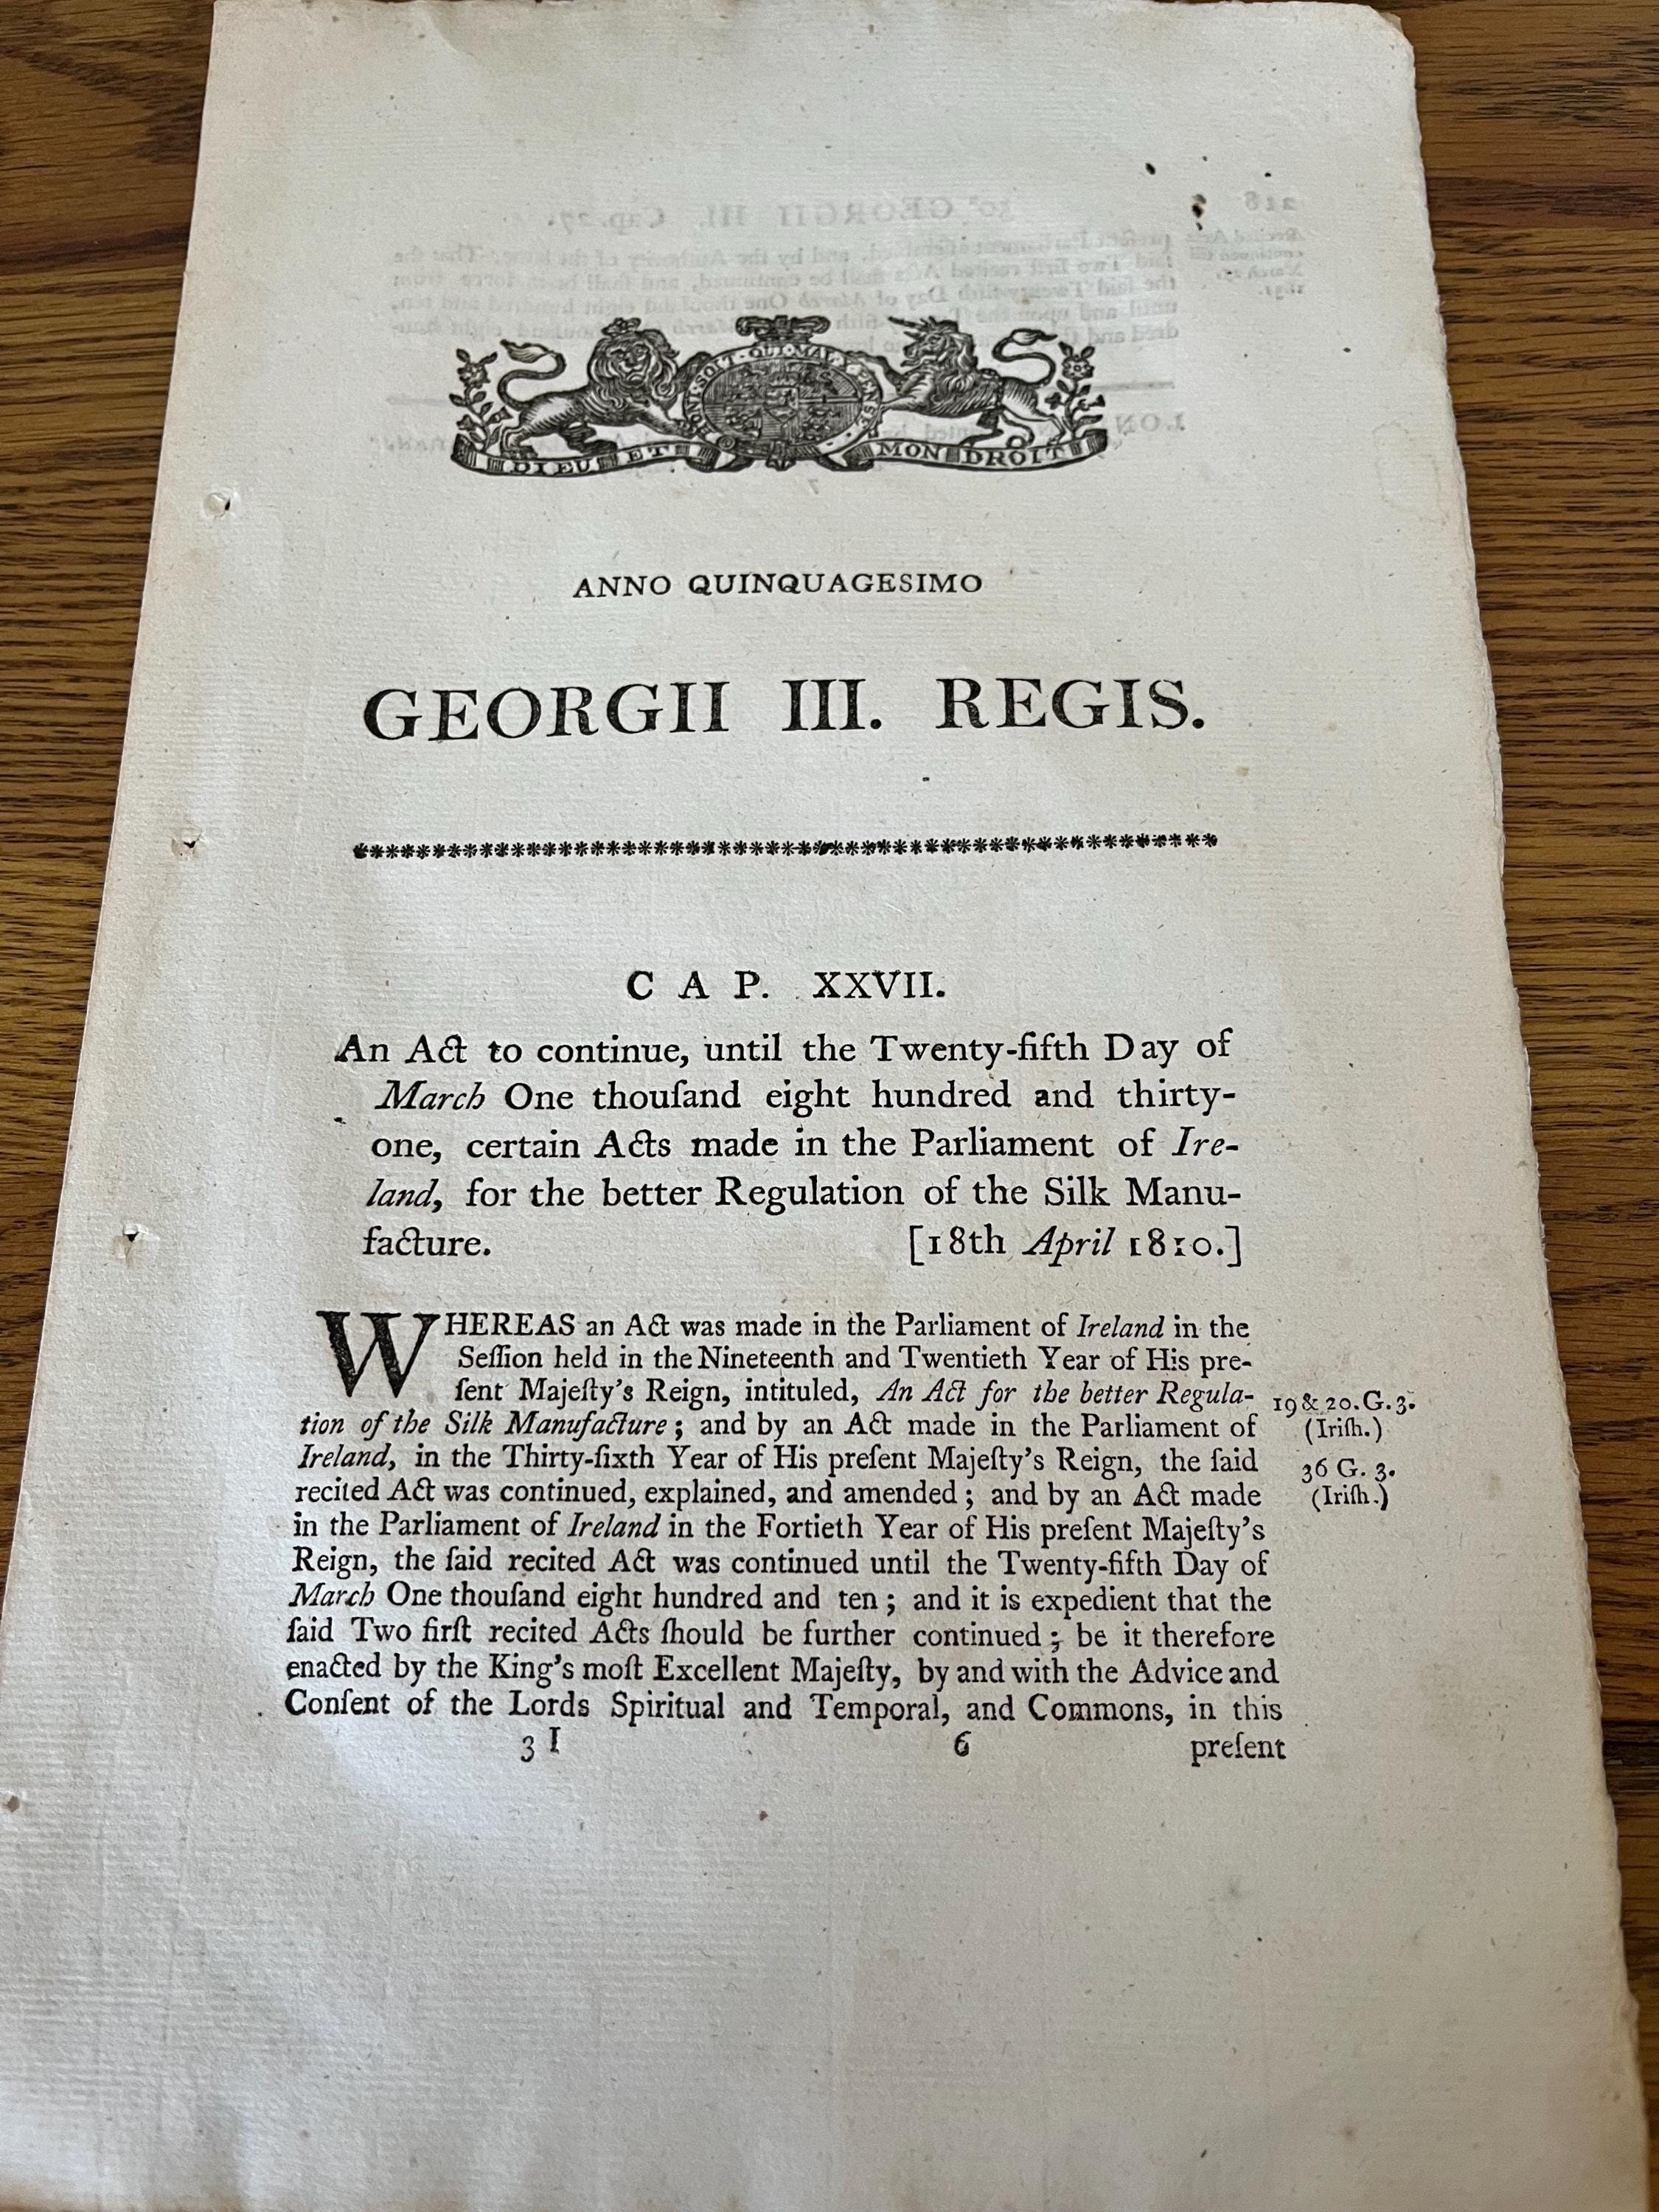 HONI·SOIT·QUI·MAL·Y·PENSE
DIEU ET MON DROIT
ANNO QUINQUAGESIMO
GEORGII III. REGIS.
CAP. XXVII.
An Act to continue, until the Twenty-fifth Day of
March One thouſand eight hundred and thirty-
one, certain Acts made in the Parliament of Ire-
land, for the better Regulation of the Silk Manu-
facture. [18th April 1810.]
WHEREAS an Act was made in the Parliament of Ireland in the
Seſſion held in the Nineteenth and Twentieth Year of His pre-
ſent Majeſty's Reign, intituled, An Act for the better Regula-
tion of the Silk Manufacture; and by an Act made in the Parliament of
Ireland, in the Thirty-ſixth Year of His preſent Majeſty's Reign, the ſaid
recited Act was continued, explained, and amended; and by an Act made
in the Parliament of Ireland in the Fortieth Year of His preſent Majeſty's
Reign, the ſaid recited Act was continued until the Twenty-fifth Day of
March One thouſand eight hundred and ten; and it is expedient that the
ſaid Two firſt recited Acts ſhould be further continued; be it therefore
enacted by the King's moſt Excellent Majeſty, by and with the Advice and
Conſent of the Lords Spiritual and Temporal, and Commons, in this
19 & 20. G. 3.
(Iriſh.)
36 G. 3.
(Iriſh.)
3 I 6 preſent